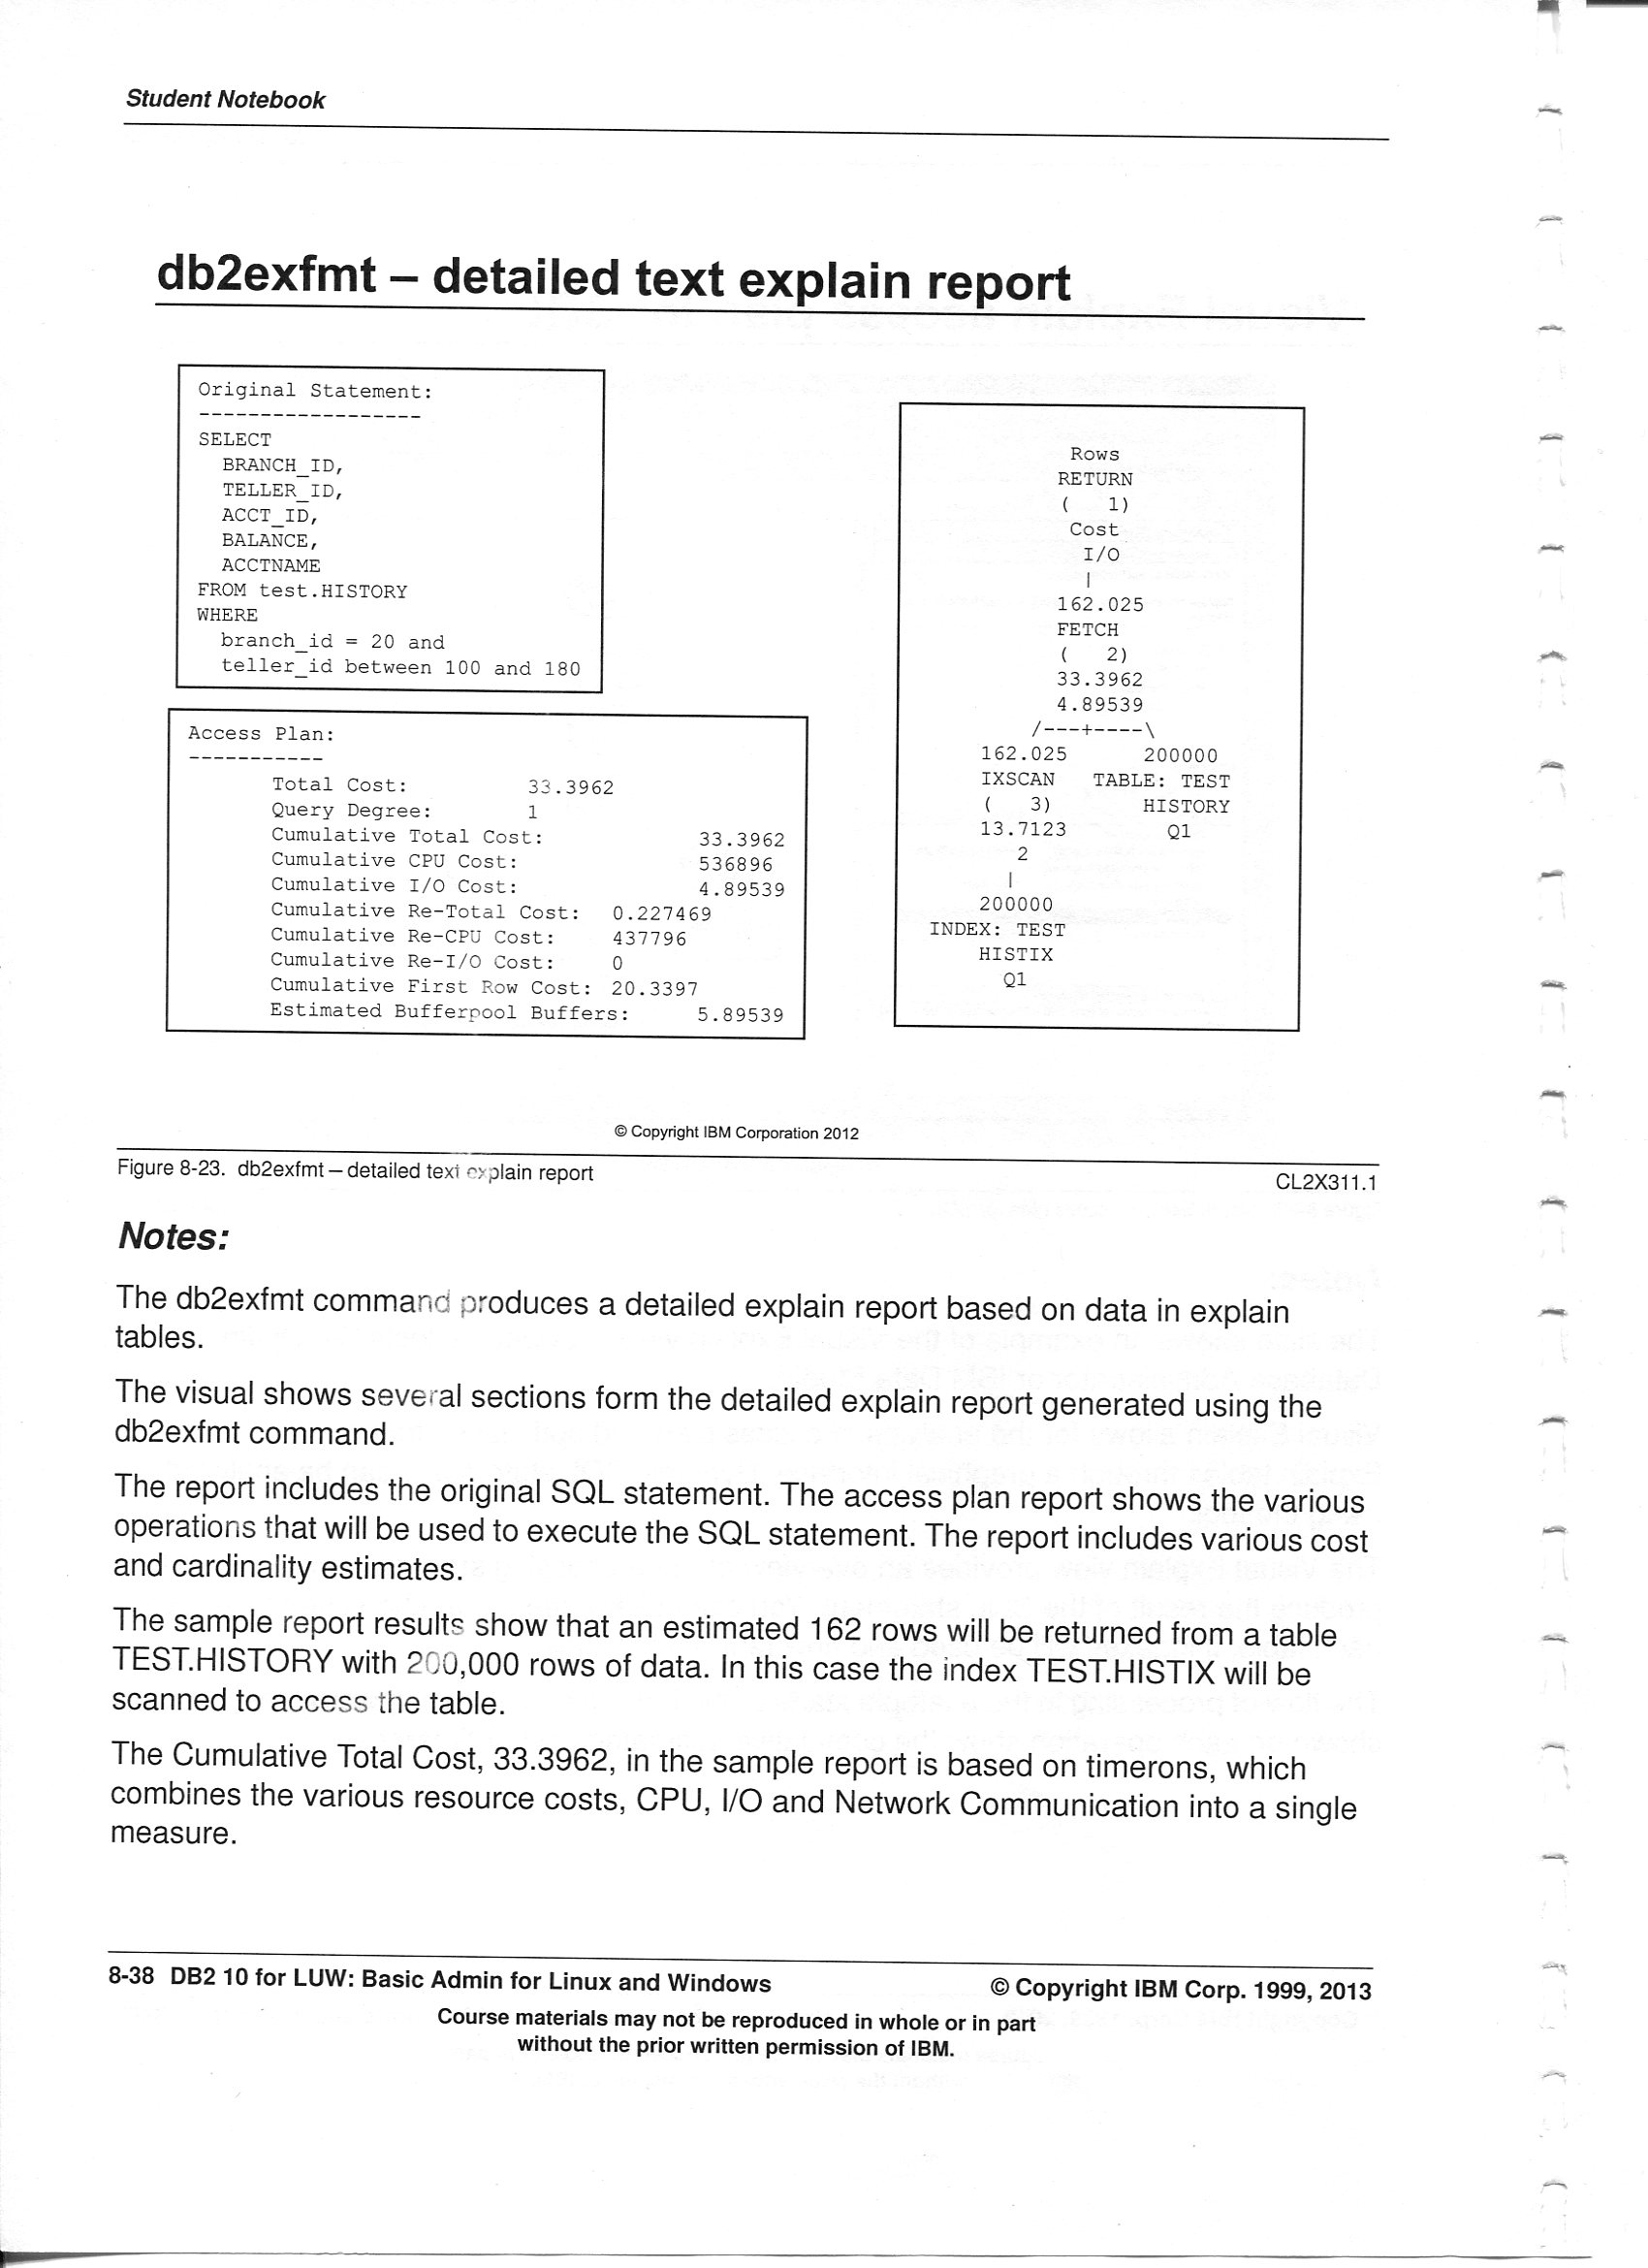 Student Notebook
db2exfmt – detailed text explain report
Original Statement:
------------------
SELECT
BRANCH_ID,
TELLER_ID,
ACCT_ID,
BALANCE,
ACCTNAME
FROM test.HISTORY
WHERE
branch_id = 20 and
teller_id between 100 and 180
Access Plan:
-----------
Total Cost: 33.3962
Query Degree: 1
Cumulative Total Cost: 33.3962
Cumulative CPU Cost: 536896
Cumulative I/O Cost: 4.89539
Cumulative Re-Total Cost: 0.227469
Cumulative Re-CPU Cost: 437796
Cumulative Re-I/O Cost: 0
Cumulative First Row Cost: 20.3397
Estimated Bufferpool Buffers: 5.89539
Rows
RETURN
( 1)
Cost
I/O
|
162.025
FETCH
( 2)
33.3962
4.89539
/---+----\
162.025 200000
IXSCAN TABLE: TEST
( 3) HISTORY
13.7123 Q1
2
|
200000
INDEX: TEST
HISTIX
Q1
© Copyright IBM Corporation 2012
Figure 8-23. db2exfmt – detailed text explain report
CL2X311.1
Notes:
The db2exfmt command produces a detailed explain report based on data in explain
tables.
The visual shows several sections form the detailed explain report generated using the
db2exfmt command.
The report includes the original SQL statement. The access plan report shows the various
operations that will be used to execute the SQL statement. The report includes various cost
and cardinality estimates.
The sample report results show that an estimated 162 rows will be returned from a table
TEST.HISTORY with 200,000 rows of data. In this case the index TEST.HISTIX will be
scanned to access the table.
The Cumulative Total Cost, 33.3962, in the sample report is based on timerons, which
combines the various resource costs, CPU, I/O and Network Communication into a single
measure.
8-38 DB2 10 for LUW: Basic Admin for Linux and Windows
© Copyright IBM Corp. 1999, 2013
Course materials may not be reproduced in whole or in part
without the prior written permission of IBM.